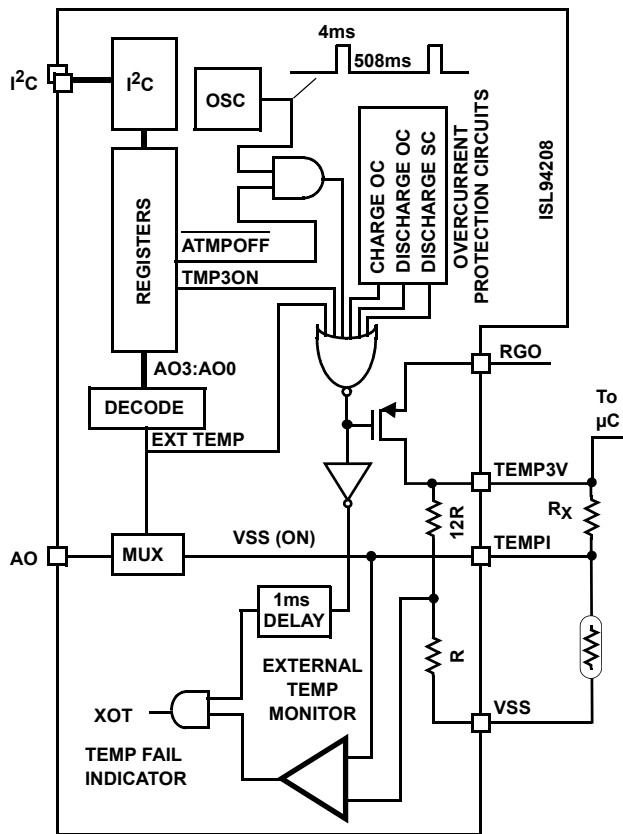 4ms
508ms
I²C
I²C
OSC
CHARGE OC
DISCHARGE OC
DISCHARGE SC
OVERCURRENT
PROTECTION CIRCUITS
ISL94208
REGISTERS
ATMPOFF
TMP3ON
AO3:AO0
RGO
DECODE
To
µC
EXT TEMP
TEMP3V
12R
RX
AO
MUX
VSS (ON)
TEMPI
1ms
DELAY
R
EXTERNAL
TEMP
MONITOR
XOT
VSS
TEMP FAIL
INDICATOR